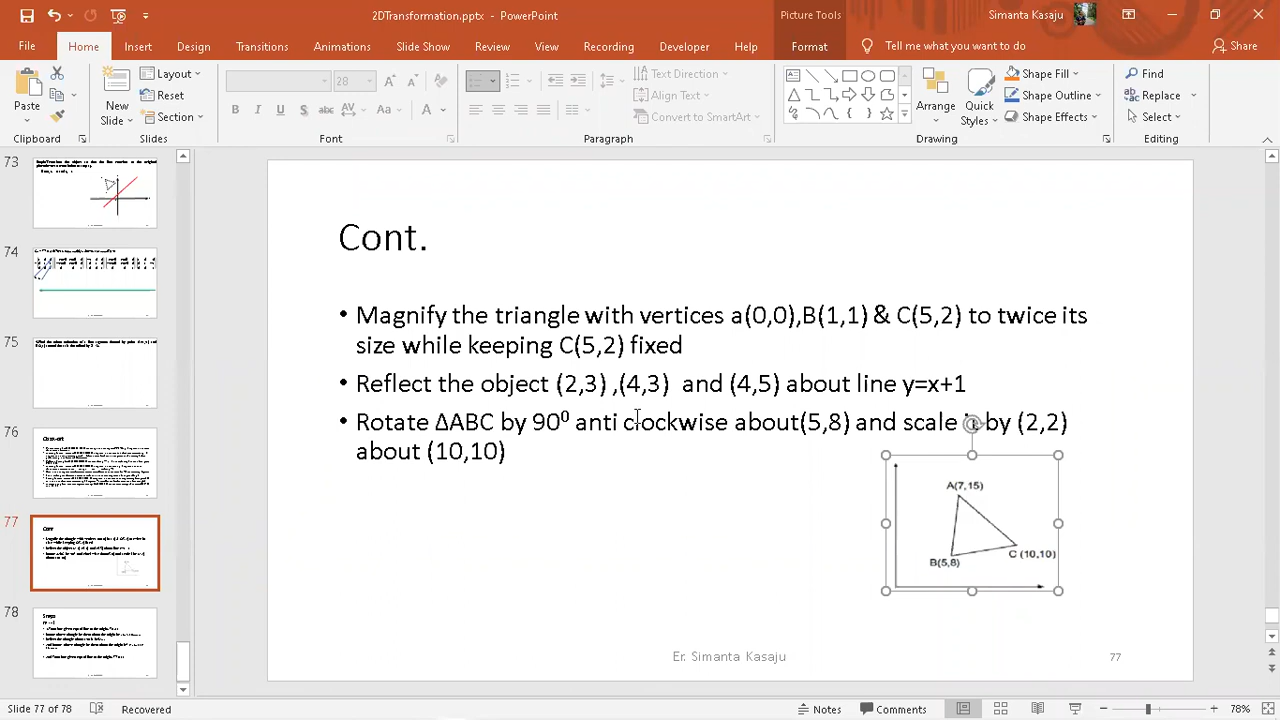 2DTransformation.pptx - PowerPoint
Picture Tools
Simanta Kasaju
File Home Insert Design Transitions Animations Slide Show Review View Recording Developer Help Format Tell me what you want to do Share
Paste
Clipboard
New Slide
Layout
Reset
Section
Slides
28
B I U S abc AV Aa A
Font
Text Direction
Align Text
Convert to SmartArt
Paragraph
Arrange
Quick Styles
Shape Fill
Shape Outline
Shape Effects
Drawing
Find
Replace
Select
Editing
73
74
75
76
77
78
Cont.
• Magnify the triangle with vertices a(0,0),B(1,1) & C(5,2) to twice its
size while keeping C(5,2) fixed
• Reflect the object (2,3) ,(4,3) and (4,5) about line y=x+1
• Rotate ΔABC by 90⁰ anti clockwise about(5,8) and scale by (2,2)
about (10,10)
A(7,15)
B(5,8)
C (10,10)
Er. Simanta Kasaju
77
Slide 77 of 78
Recovered
Notes
Comments
78%